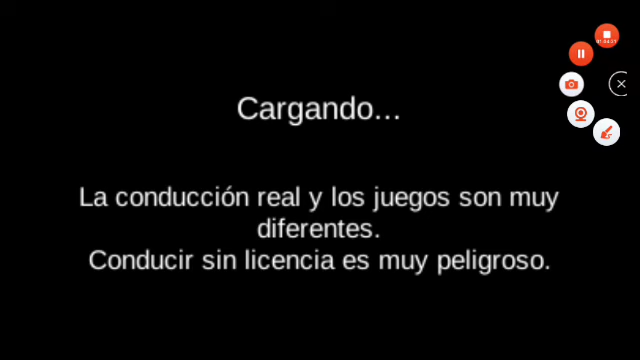 Cargando...
La conducción real y los juegos son muy
diferentes.
Conducir sin licencia es muy peligroso.